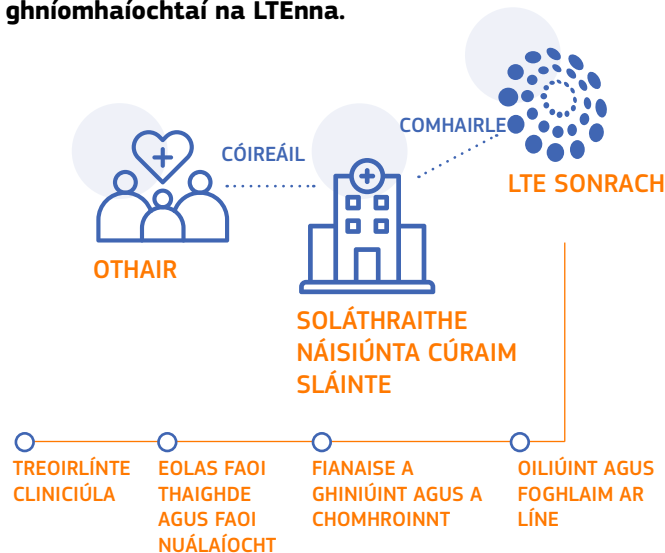 ghníomhaíochtaí na LTEnna.
CÓIREÁIL
COMHAIRLE
LTE SONRACH
OTHAIR
SOLÁTHRAITHE
NÁISIÚNTA CÚRAIM
SLÁINTE
TREOIRLÍNTE
CLINICIÚLA
EOLAS FAOI
THAIGHDE
AGUS FAOI
NUÁLAÍOCHT
FIANAISE A
GHINIÚINT AGUS A
CHOMHROINNT
OILIÚINT AGUS
FOGHLAIM AR
LÍNE